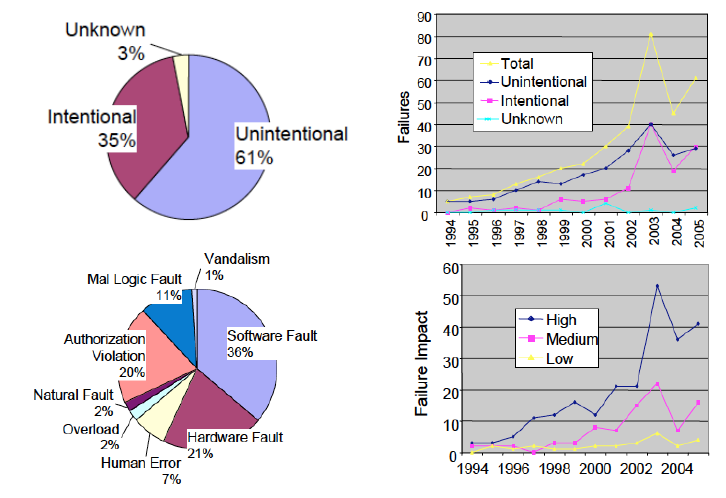 Unknown
3%
Intentional
35%
Unintentional
61%
Failures
90
80
70
60
50
40
30
20
10
0
Total
Unintentional
Intentional
Unknown
1994
1995
1996
1997
1998
1999
2000
2001
2002
2003
2004
2005
Vandalism
1%
Mal Logic Fault
11%
Software Fault
36%
Authorization
Violation
20%
Natural Fault
2%
Overload
2%
Human Error
7%
Hardware Fault
21%
Failure Impact
60
50
40
30
20
10
0
High
Medium
Low
1994 1996 1998 2000 2002 2004